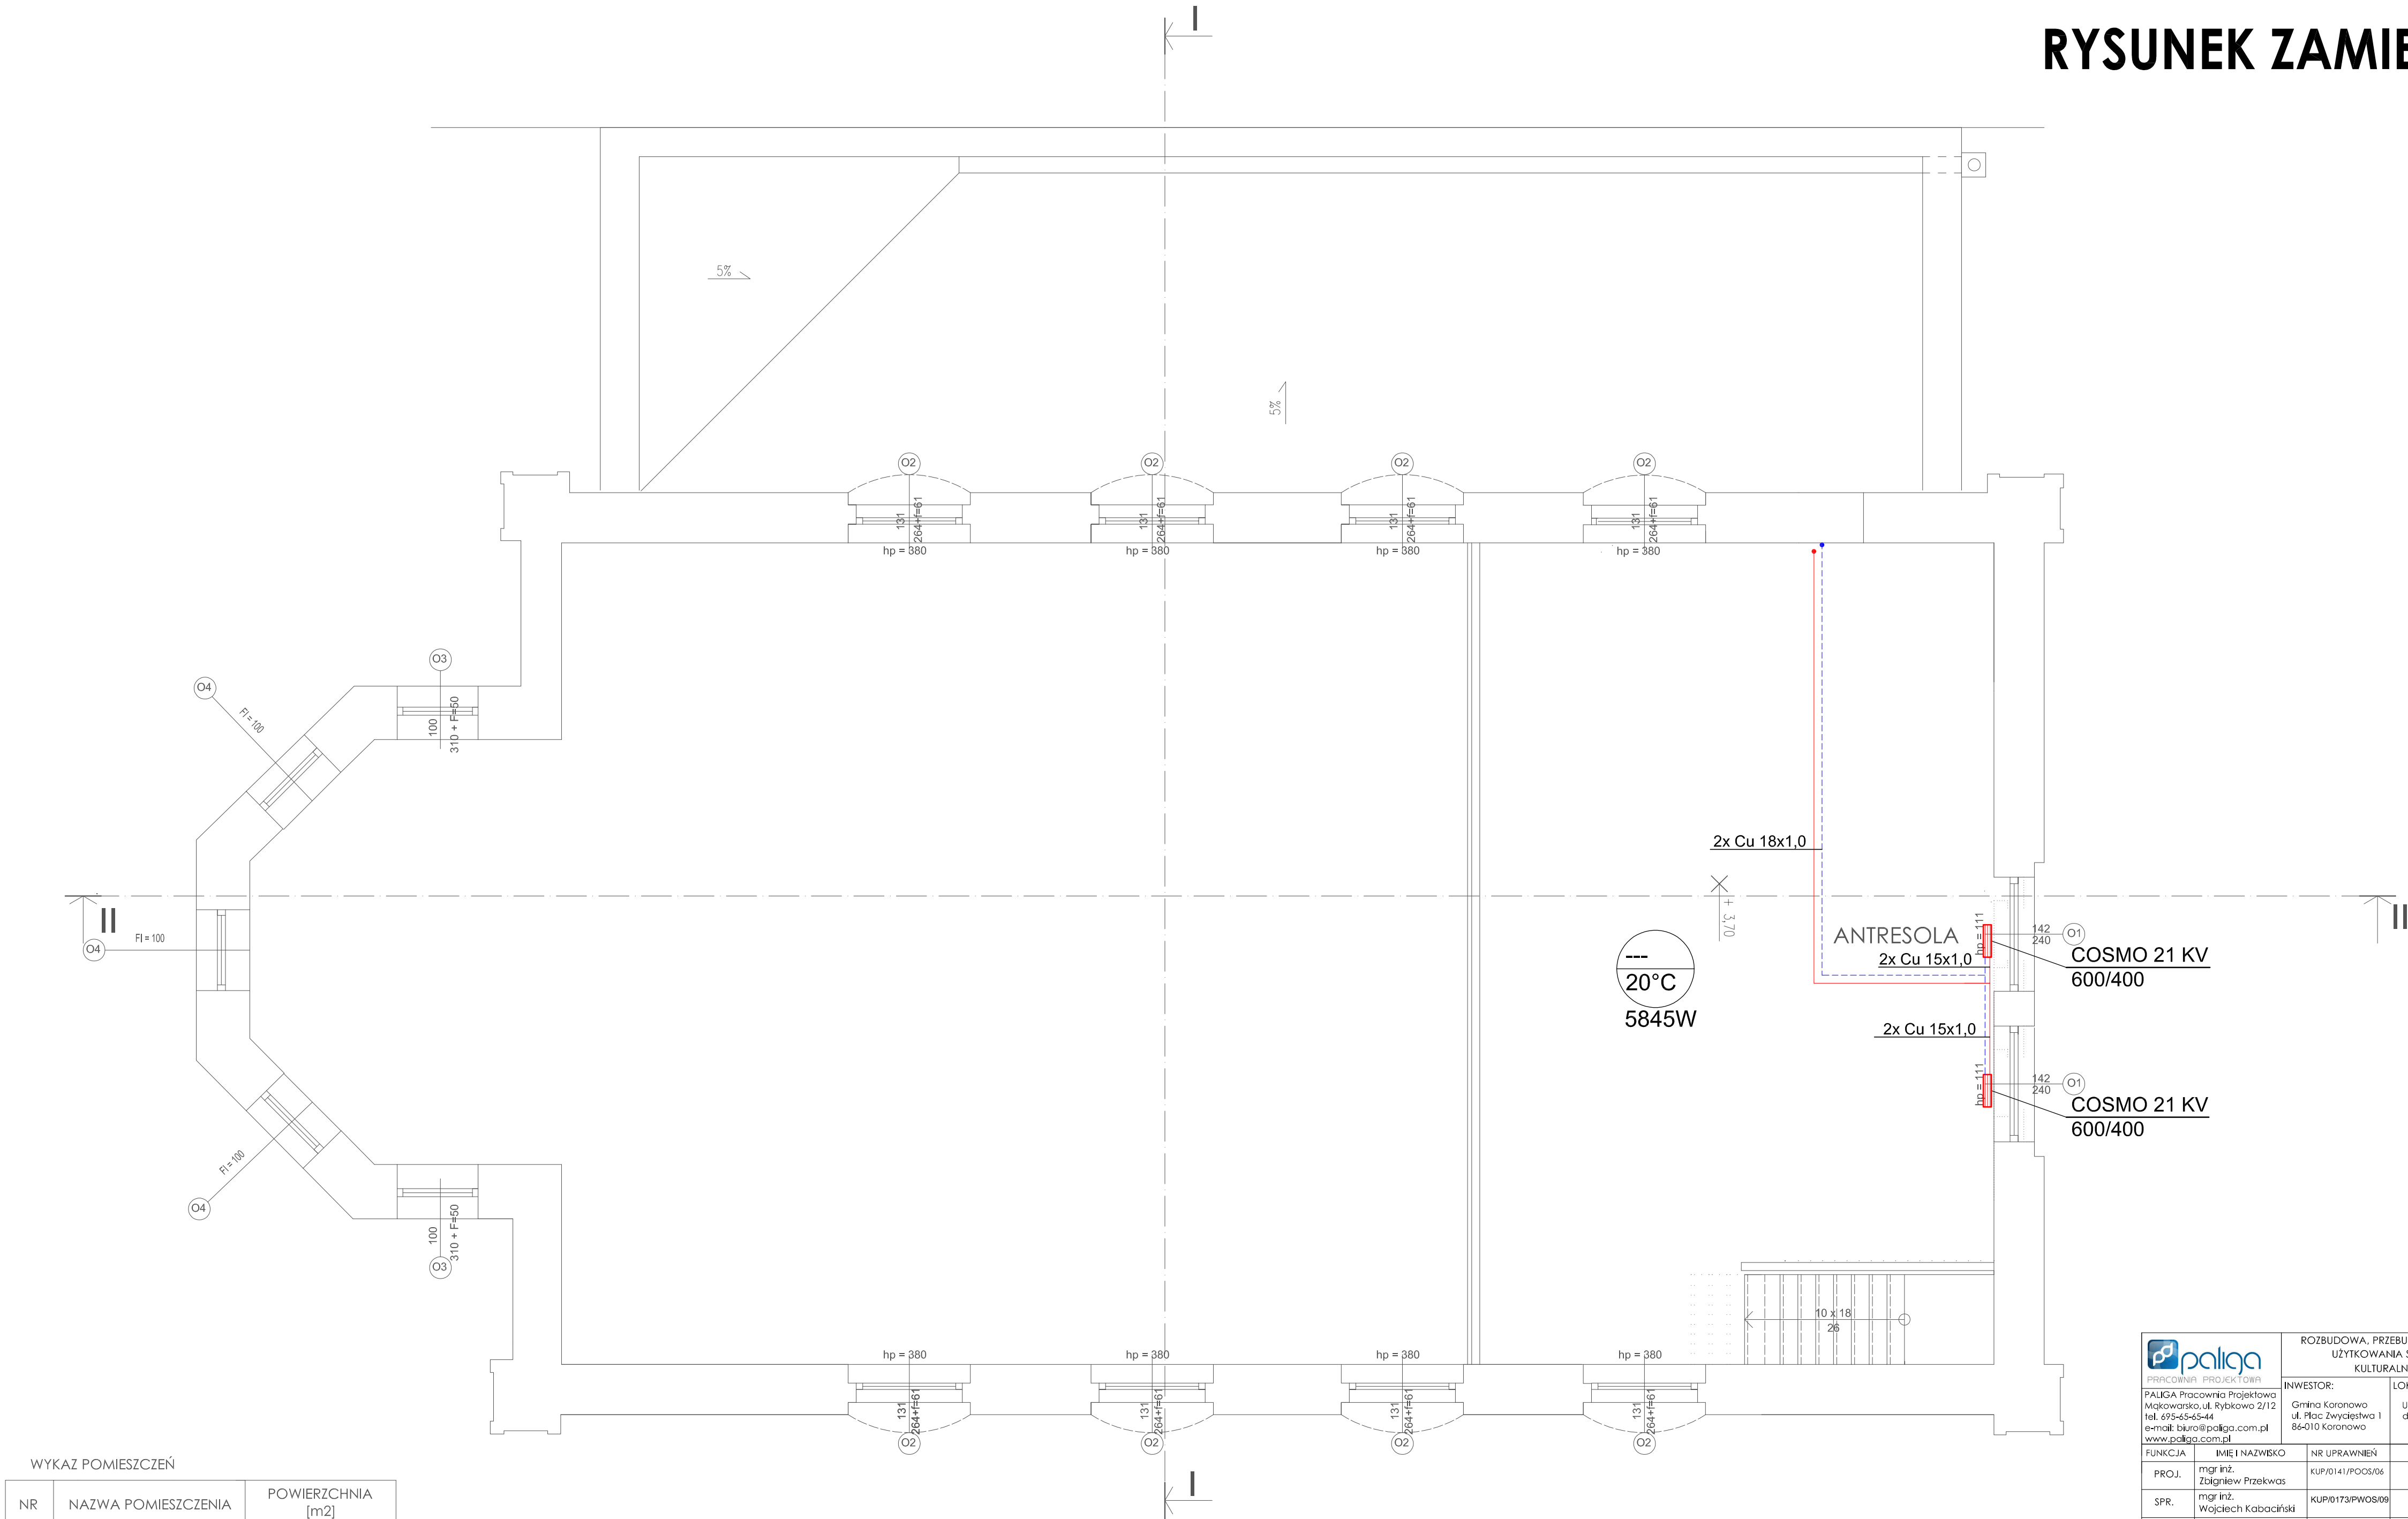 I
RYSUNEK
5%
5%
O2
O2
O2
O2
131
264+f=61
131
264+f=61
131
264+f=61
131
264+f=61
hp = 380
hp = 380
hp = 380
hp = 380
O3
O4
FI = 100
100
310 + F=50
2x Cu 18x1,0
II
II
+ 3,70
O4
FI = 100
ANTRESOLA
hp = 111
142
240
O1
COSMO 21 KV
600/400
2x Cu 15x1,0
---
20°C
5845W
2x Cu 15x1,0
hp = 111
142
240
O1
COSMO 21 KV
600/400
FI = 100
O4
100
310 + F=50
O3
10 x 18
26
hp = 380
hp = 380
hp = 380
hp = 380
131
264+f=61
131
264+f=61
131
264+f=61
131
264+f=61
O2
O2
O2
O2
I
WYKAZ POMIESZCZEŃ
NR
NAZWA POMIESZCZENIA
POWIERZCHNIA
[m2]
paliga
PRACOWNIA PROJEKTOWA
PALIGA Pracownia Projektowa
Mąkowarsko, ul. Rybkowo 2/12
tel. 695-65-65-44
e-mail: biuro@paliga.com.pl
www.paliga.com.pl
ROZBUDOWA,
UŻYTKOWANIA
INWESTOR:
Gmina Koronowo
ul. Plac Zwycięstwa 1
86-010 Koronowo
FUNKCJA
IMIĘ I NAZWISKO
NR UPRAWNIEŃ
PROJ.
mgr inż.
Zbigniew Przekwas
KUP/0141/POOS/06
SPR.
mgr inż.
Wojciech Kabaciński
KUP/0173/PWOS/09